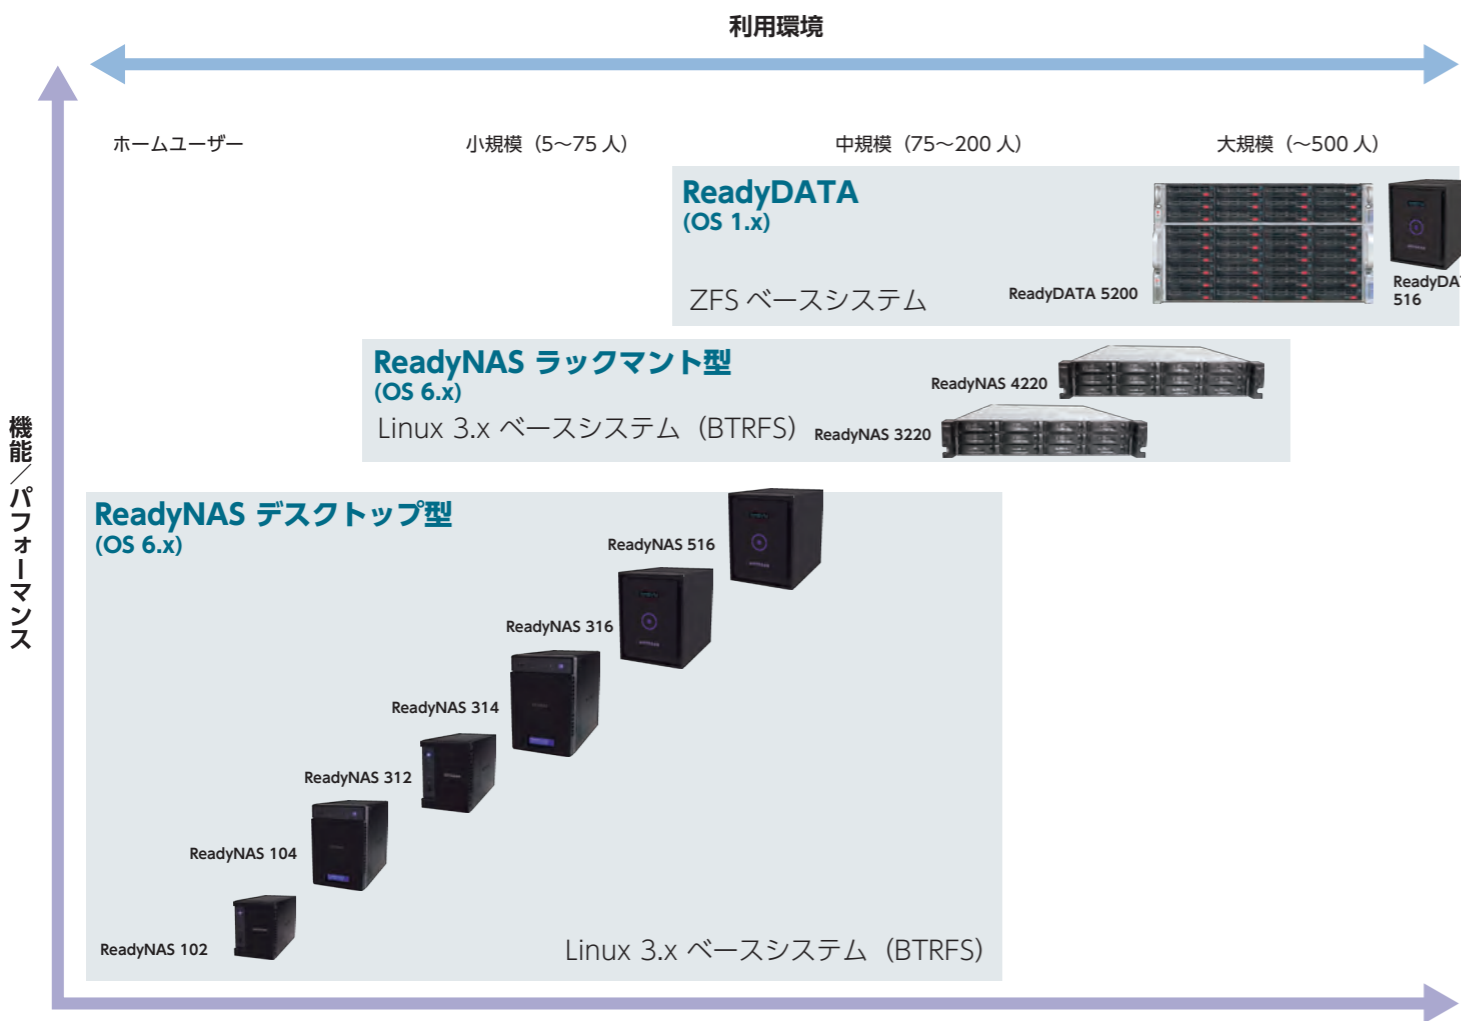 利用環境
ホームユーザー
小規模（5～75 人）
中規模（75～200 人）
大規模（～500 人）
ReadyDATA
(OS 1.x)
ZFS ベースシステム
ReadyDATA 5200
ReadyDA
516
ReadyNAS ラックマント型
(OS 6.x)
Linux 3.x ベースシステム（BTRFS）
ReadyNAS 4220
ReadyNAS 3220
機能／パフォーマンス
ReadyNAS デスクトップ型
(OS 6.x)
ReadyNAS 516
ReadyNAS 316
ReadyNAS 314
ReadyNAS 312
ReadyNAS 104
ReadyNAS 102
Linux 3.x ベースシステム（BTRFS）